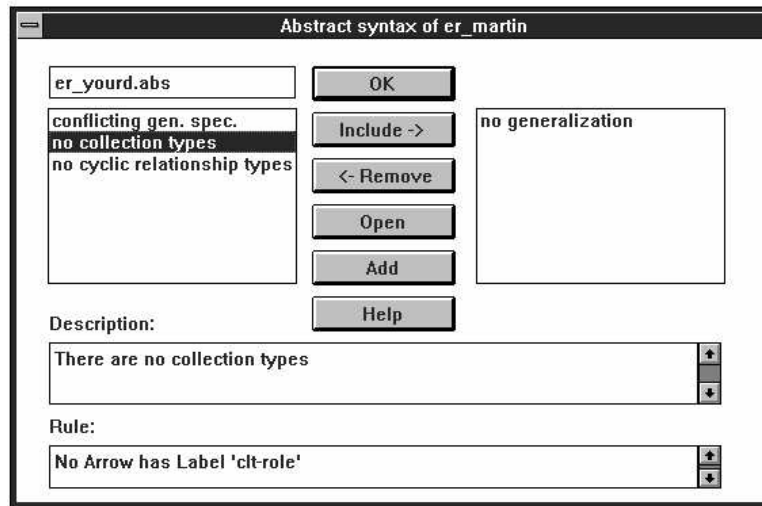 Abstract syntax of er_martin
er_yourd.abs
OK
conflicting gen. spec.
no collection types
no cyclic relationship types
Include ->
<- Remove
Open
Add
Help
no generalization
Description:
There are no collection types
Rule:
No Arrow has Label 'clt-role'